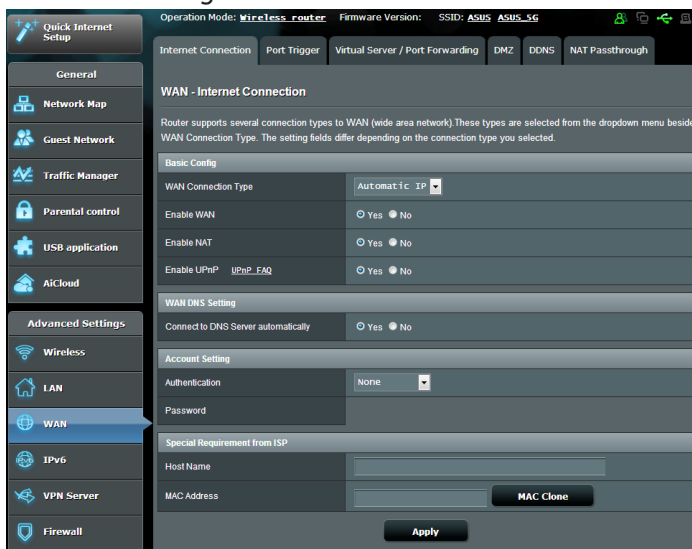 Quick Internet
Setup
General
Network Map
Guest Network
Traffic Manager
Parental control
USB application
AiCloud
Advanced Settings
Wireless
LAN
WAN
IPv6
VPN Server
Firewall
Operation Mode: Wireless router Firmware Version: SSID: ASUS ASUS_5G
Internet Connection Port Trigger Virtual Server / Port Forwarding DMZ DDNS NAT Passthrough
WAN - Internet Connection
Router supports several connection types to WAN (wide area network).These types are selected from the dropdown menu beside
WAN Connection Type. The setting fields differ depending on the connection type you selected.
Basic Config
WAN Connection Type Automatic IP
Enable WAN Yes No
Enable NAT Yes No
Enable UPnP UPnP FAQ Yes No
WAN DNS Setting
Connect to DNS Server automatically Yes No
Account Setting
Authentication None
Password
Special Requirement from ISP
Host Name
MAC Address MAC Clone
Apply